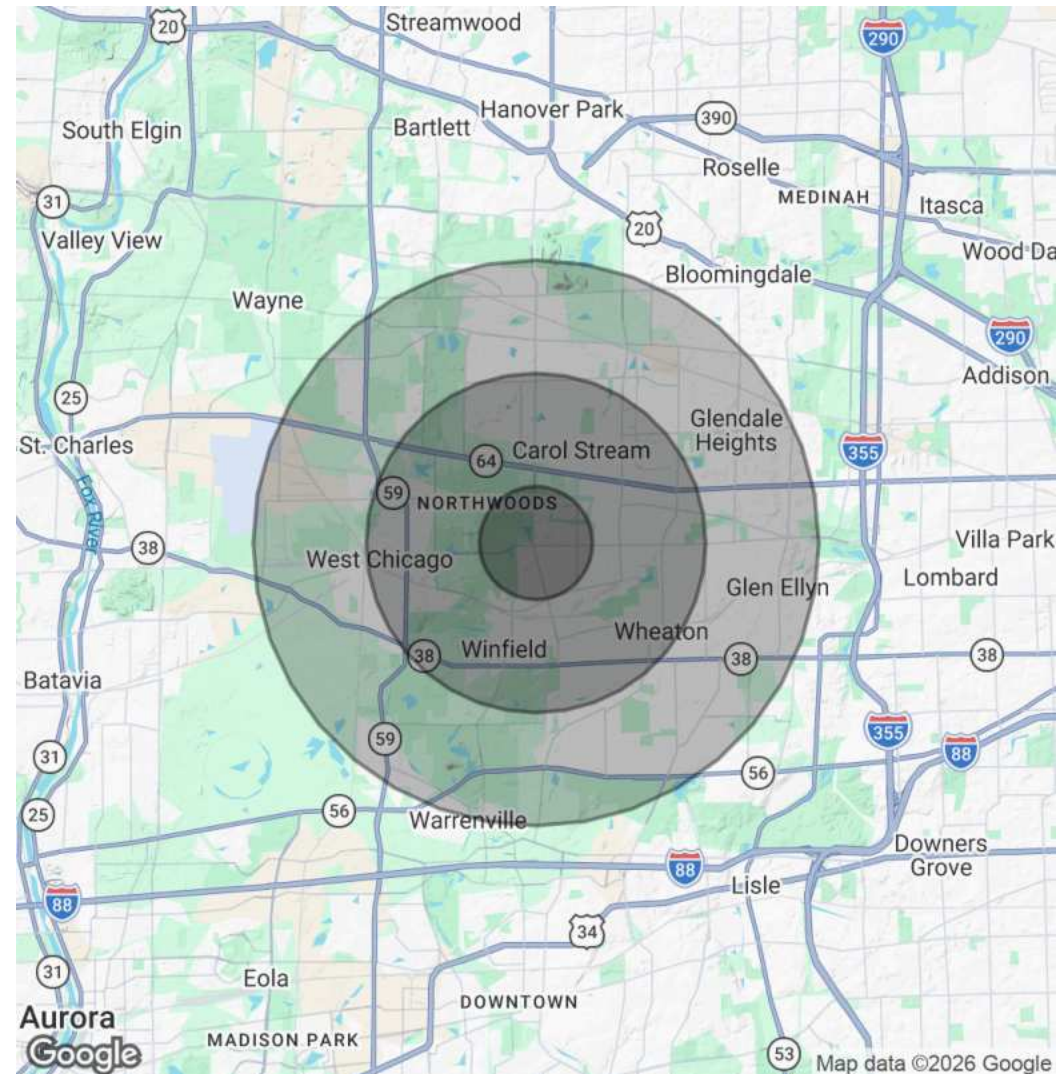 Streamwood
20
290
Hanover Park
390
Bartlett
South Elgin
Roselle
MEDINAH
Itasca
31
20
Valley View
Wood Da
Bloomingdale
Wayne
290
Addison
25
Glendale
Heights
St. Charles
Carol Stream
355
64
59
NORTHWOODS
Fox River
38
Villa Park
West Chicago
Lombard
Glen Ellyn
Wheaton
Winfield
38
38
38
Batavia
355
59
88
31
56
25
56
Warrenville
Downers
Grove
88
Lisle
88
34
31
Eola
DOWNTOWN
Aurora
MADISON PARK
Google
53
Map data ©2026 Google